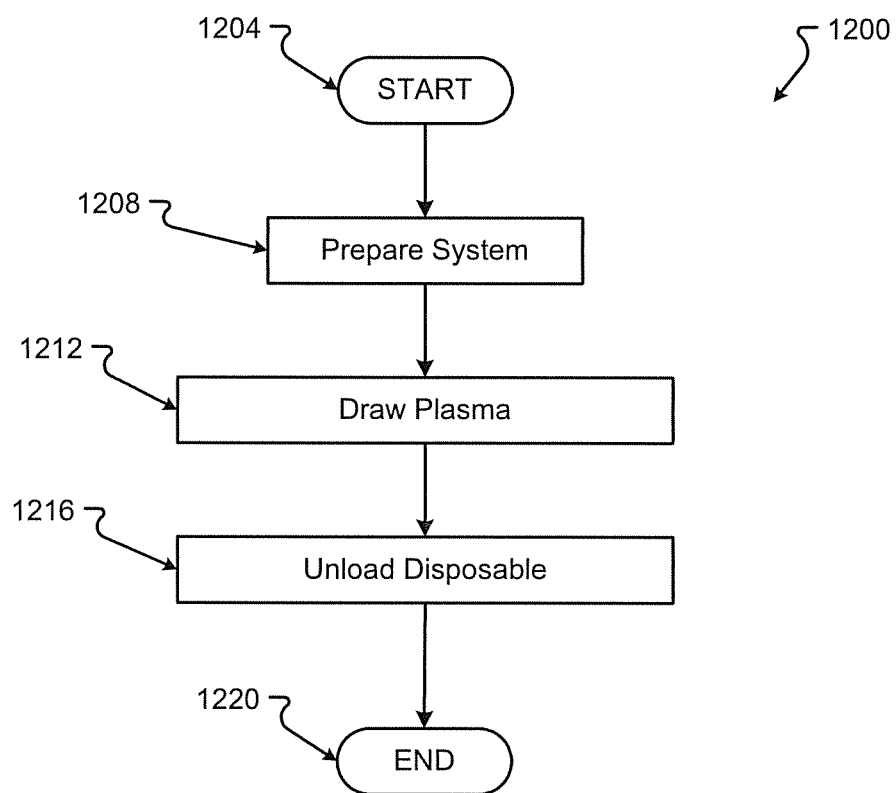 1204
1200
START
1208
Prepare System
1212
Draw Plasma
1216
Unload Disposable
1220
END